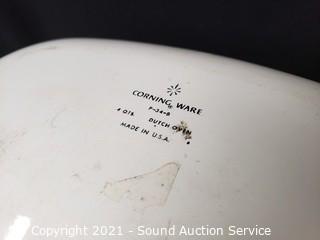 CORNING® WARE
P-34-B
4 QTS DUTCH OVEN
MADE IN U.S.A.
Copyright 2021 - Sound Auction Service